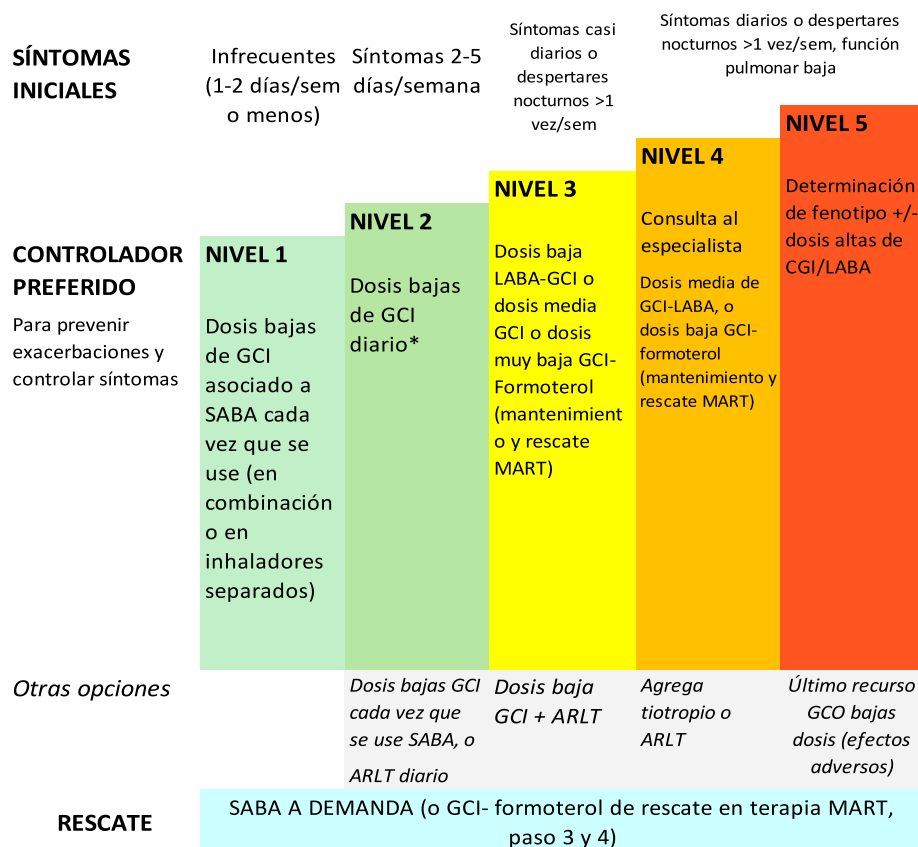 SÍNTOMAS
INICIALES
Infrecuentes
(1-2 días/sem
o menos)
Síntomas 2-5
días/semana
Síntomas casi
diarios o
despertares
nocturnos >1
vez/sem
Síntomas diarios o despertares
nocturnos >1 vez/sem, función
pulmonar baja
CONTROLADOR
PREFERIDO
Para prevenir
exacerbaciones y
controlar síntomas
NIVEL 1
Dosis bajas
de GCI
asociado a
SABA cada
vez que se
use (en
combinación
o en
inhaladores
separados)
NIVEL 2
Dosis bajas
de GCI
diario*
NIVEL 3
Dosis baja
LABA-GCI o
dosis media
GCI o dosis
muy baja GCI-
Formoterol
(mantenimient
o y rescate
MART)
NIVEL 4
Consulta al
especialista
Dosis media de
GCI-LABA, o
dosis baja GCI-
formoterol
(mantenimiento y
rescate MART)
NIVEL 5
Determinación
de fenotipo +/-
dosis altas de
CGI/LABA
Otras opciones
Dosis bajas GCI
cada vez que
se use SABA, o
ARLT diario
Dosis baja
GCI + ARLT
Agrega
tiotropio o
ARLT
Último recurso
GCO bajas
dosis (efectos
adversos)
RESCATE
SABA A DEMANDA (o GCI- formoterol de rescate en terapia MART,
paso 3 y 4)